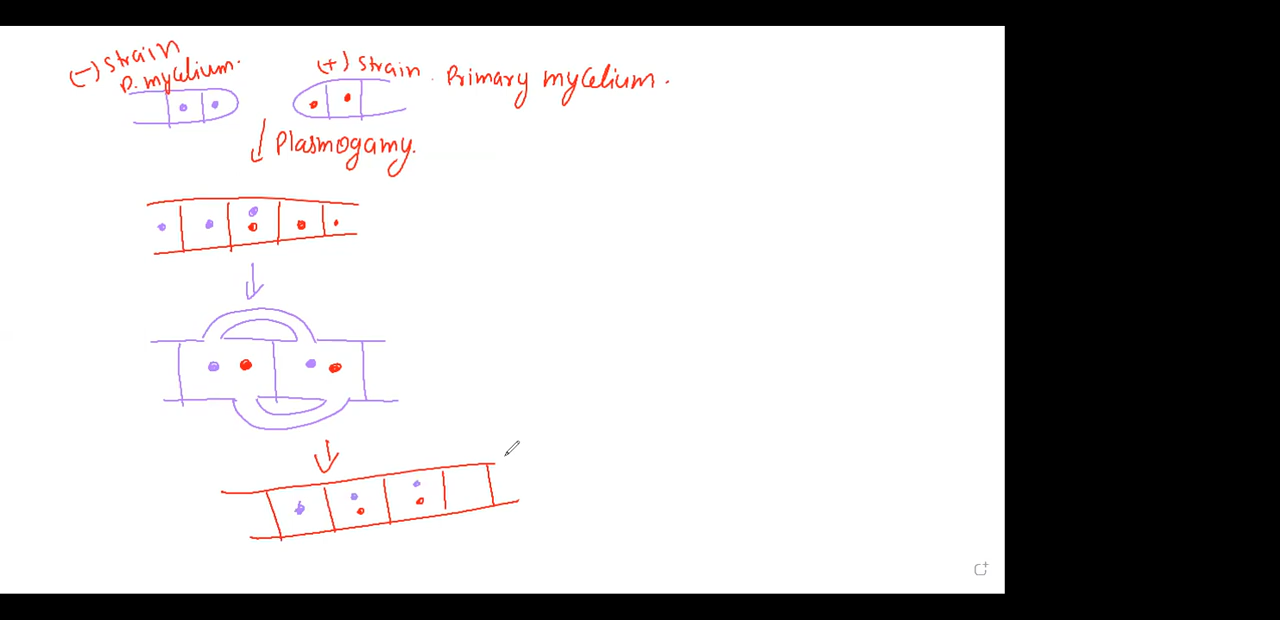 (-) Strain
P. mycelium.
(+) Strain. Primary mycelium.
Plasmogamy.